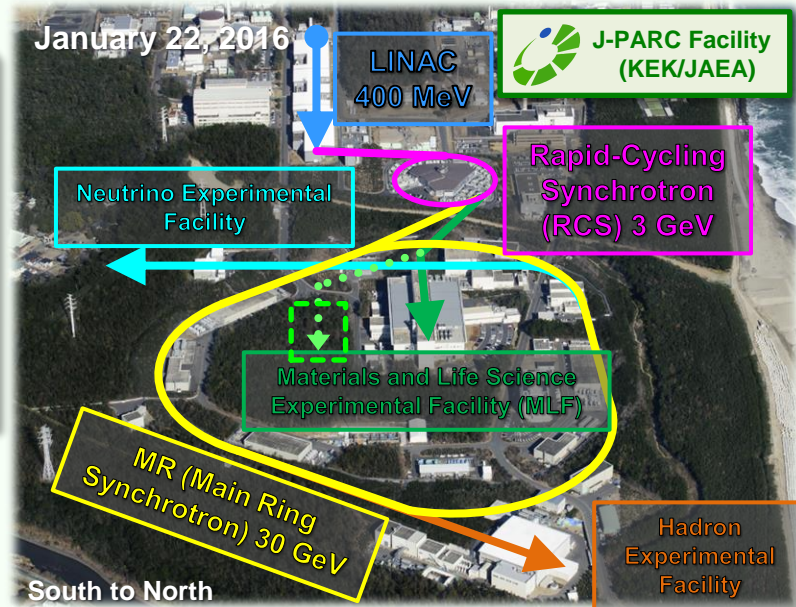 January 22, 2016
LINAC
400 MeV
J-PARC Facility
(KEK/JAEA)
Rapid-Cycling
Synchrotron
(RCS) 3 GeV
Neutrino Experimental
Facility
Materials and Life Science
Experimental Facility (MLF)
MR (Main Ring
Synchrotron) 30 GeV
Hadron
Experimental
Facility
South to North